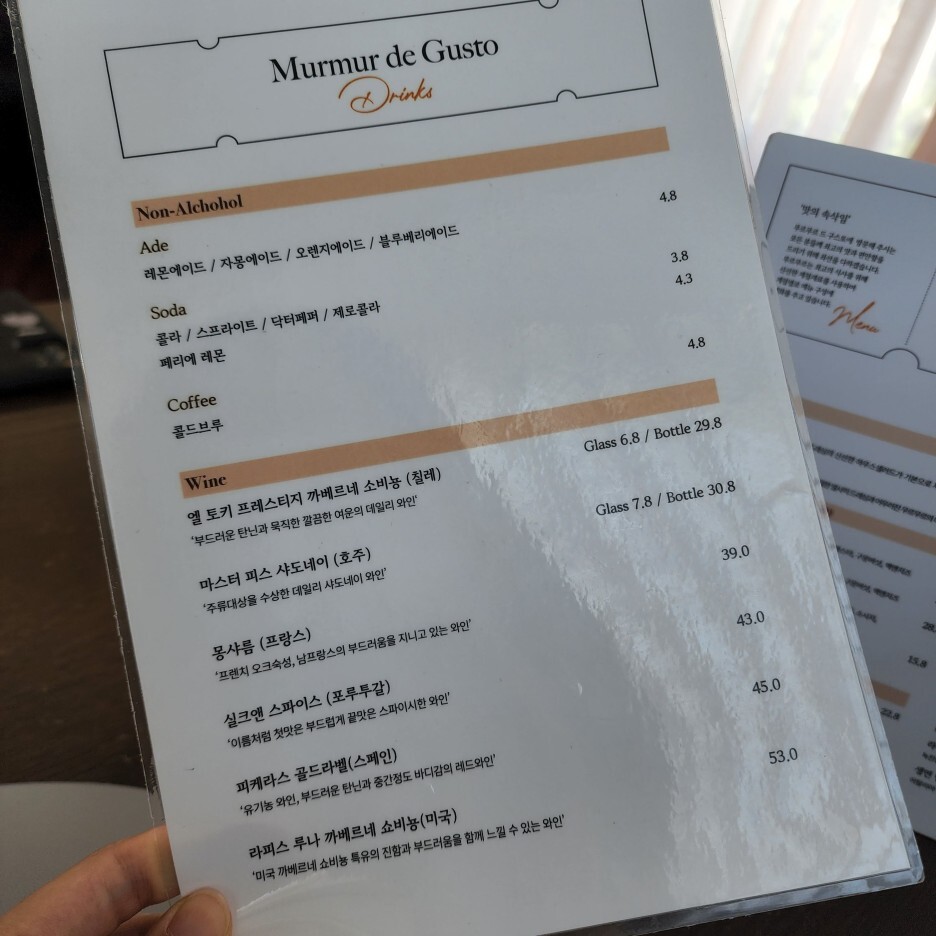 Murmur de Gusto
Drinks
Non-Alchohol
Ade
레몬에이드 / 자몽에이드 / 오렌지에이드 / 블루베리에이드 4.8
Soda
콜라 / 스프라이트 / 닥터페퍼 / 제로콜라 3.8
페리에 레몬 4.3
Coffee
콜드브루 4.8
Wine
엘 토키 프레스티지 까베르네 소비뇽 (칠레) Glass 6.8 / Bottle 29.8
'부드러운 탄닌과 묵직한 깔끔한 여운의 데일리 와인'
마스터 피스 샤도네이 (호주) Glass 7.8 / Bottle 30.8
'주류대상을 수상한 데일리 샤도네이 와인'
몽샤름 (프랑스) 39.0
'프렌치 오크숙성, 남프랑스의 부드러움을 지니고 있는 와인'
실크앤 스파이스 (포루투갈) 43.0
'이름처럼 첫맛은 부드럽게 끝맛은 스파이시한 와인'
피케라스 골드라벨(스페인) 45.0
'유기농 와인, 부드러운 탄닌과 중간정도 바디감의 레드와인'
라피스 루나 까베르네 쇼비뇽(미국) 53.0
'미국 까베르네 쇼비뇽 특유의 진함과 부드러움을 함께 느낄 수 있는 와인'
'맛의 속삭임'
Menu
15.8
22.8